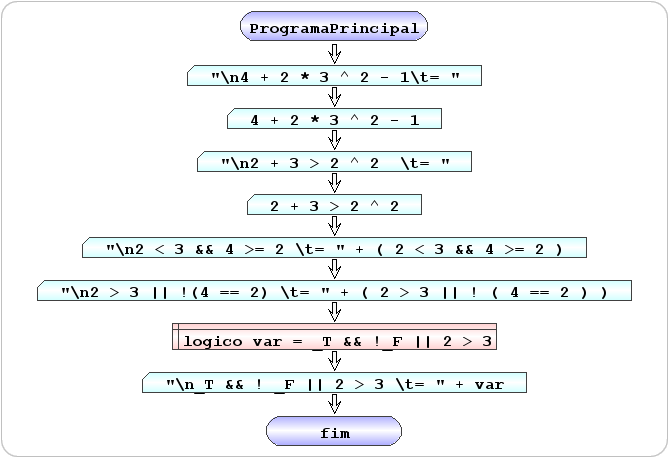 ProgramaPrincipal
"\n4 + 2 * 3 ^ 2 - 1\t= "
4 + 2 * 3 ^ 2 - 1
"\n2 + 3 > 2 ^ 2  \t= "
2 + 3 > 2 ^ 2
"\n2 < 3 && 4 >= 2 \t= " + ( 2 < 3 && 4 >= 2 )
"\n2 > 3 || !(4 == 2) \t= " + ( 2 > 3 || ! ( 4 == 2 ) )
logico var = _T && !_F || 2 > 3
"\n_T && ! _F || 2 > 3 \t= " + var
fim